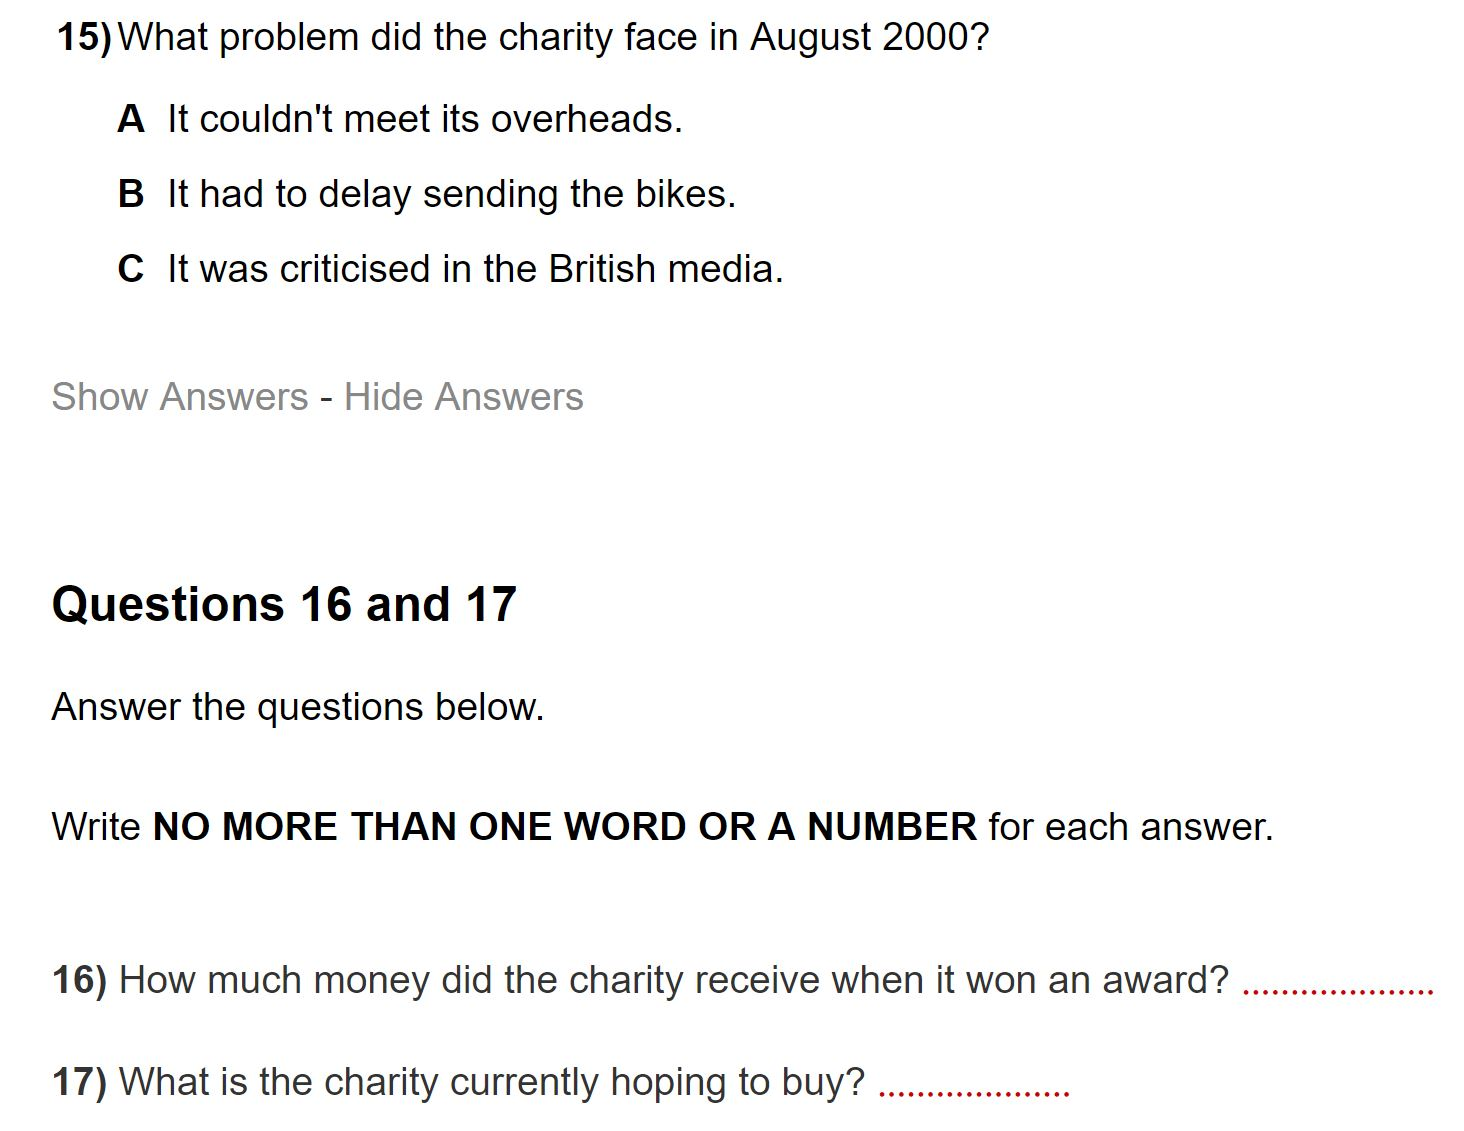 15) What problem did the charity face in August 2000?
A It couldn't meet its overheads.
B It had to delay sending the bikes.
C It was criticised in the British media.
Show Answers - Hide Answers
Questions 16 and 17
Answer the questions below.
Write NO MORE THAN ONE WORD OR A NUMBER for each answer.
16) How much money did the charity receive when it won an award? ....................
17) What is the charity currently hoping to buy? ....................